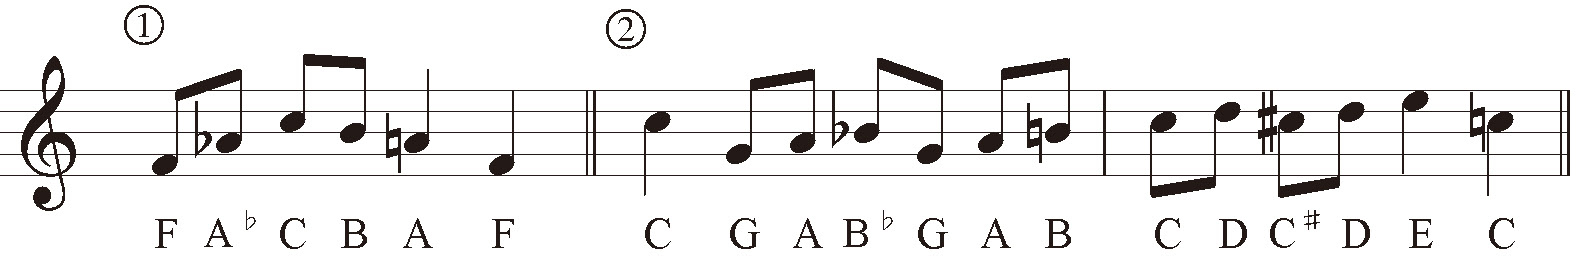 ① ②
F A♭ C B A F C G A B♭ G A B C D C♯ D E C